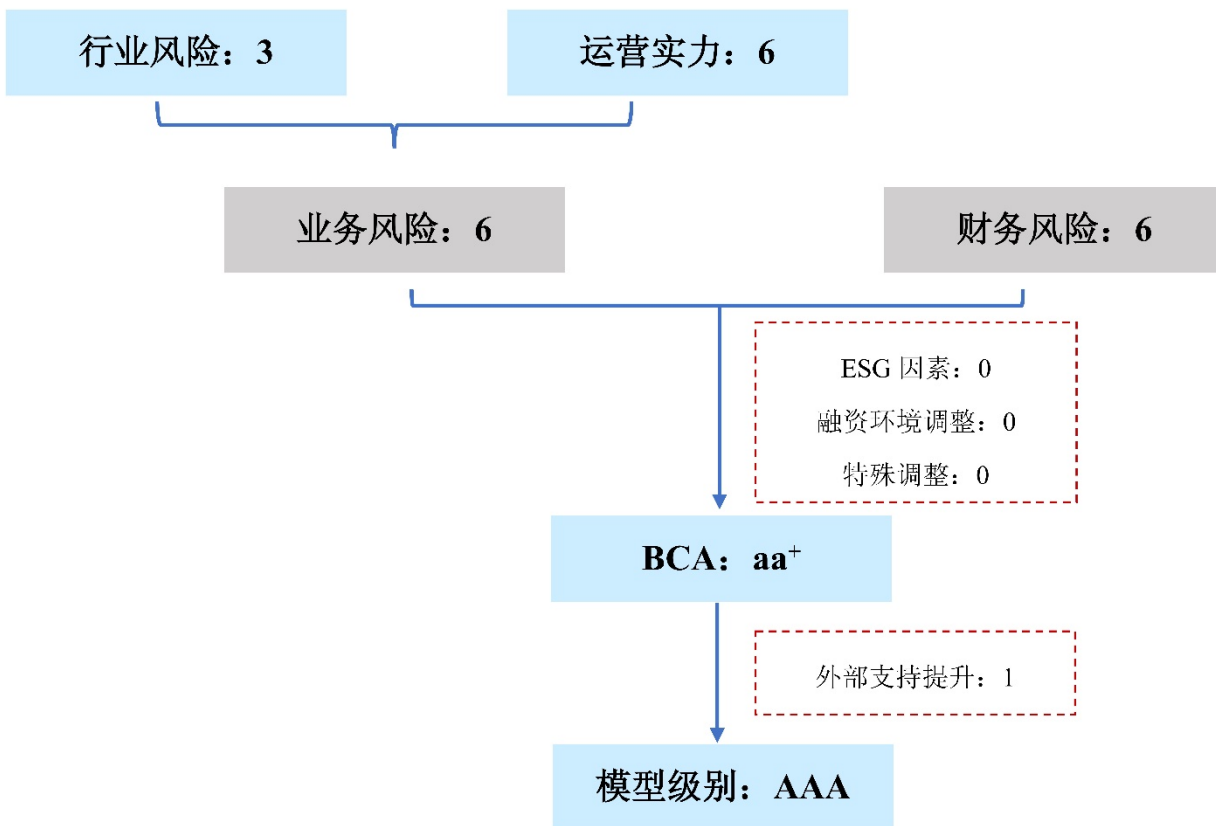 行业风险：3
运营实力：6
业务风险：6
财务风险：6
ESG 因素：0
融资环境调整：0
特殊调整：0
BCA：aa⁺
外部支持提升：1
模型级别：AAA